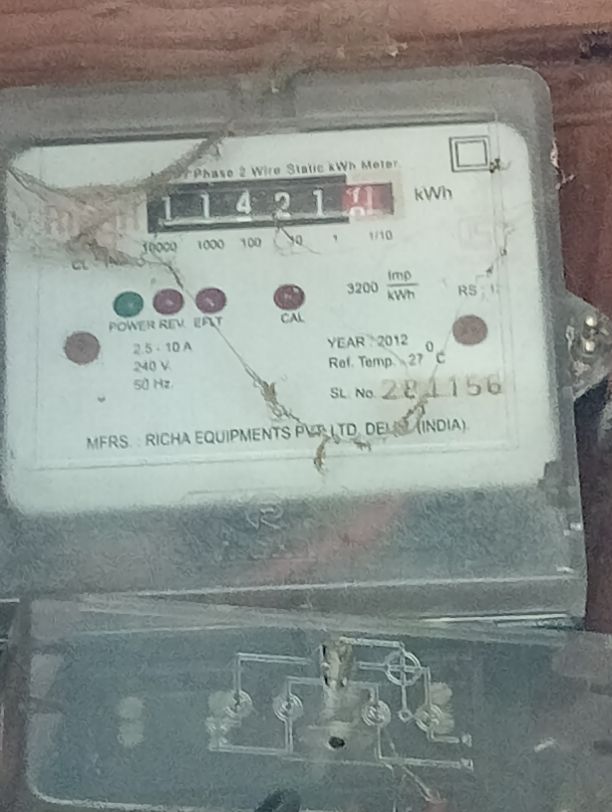 Phase 2 Wire Static kWh Meter.
1 1 4 2 1 kWh
10000 1000 100 10 1 1/10
3200 Imp/kWh RS : 1
POWER REV. EFLT CAL
2.5 - 10 A
240 V.
50 Hz.
YEAR : 2012
Ref. Temp. - 27 °C
SL. No. 281156
MFRS. : RICHA EQUIPMENTS PVT. LTD. DELHI (INDIA)